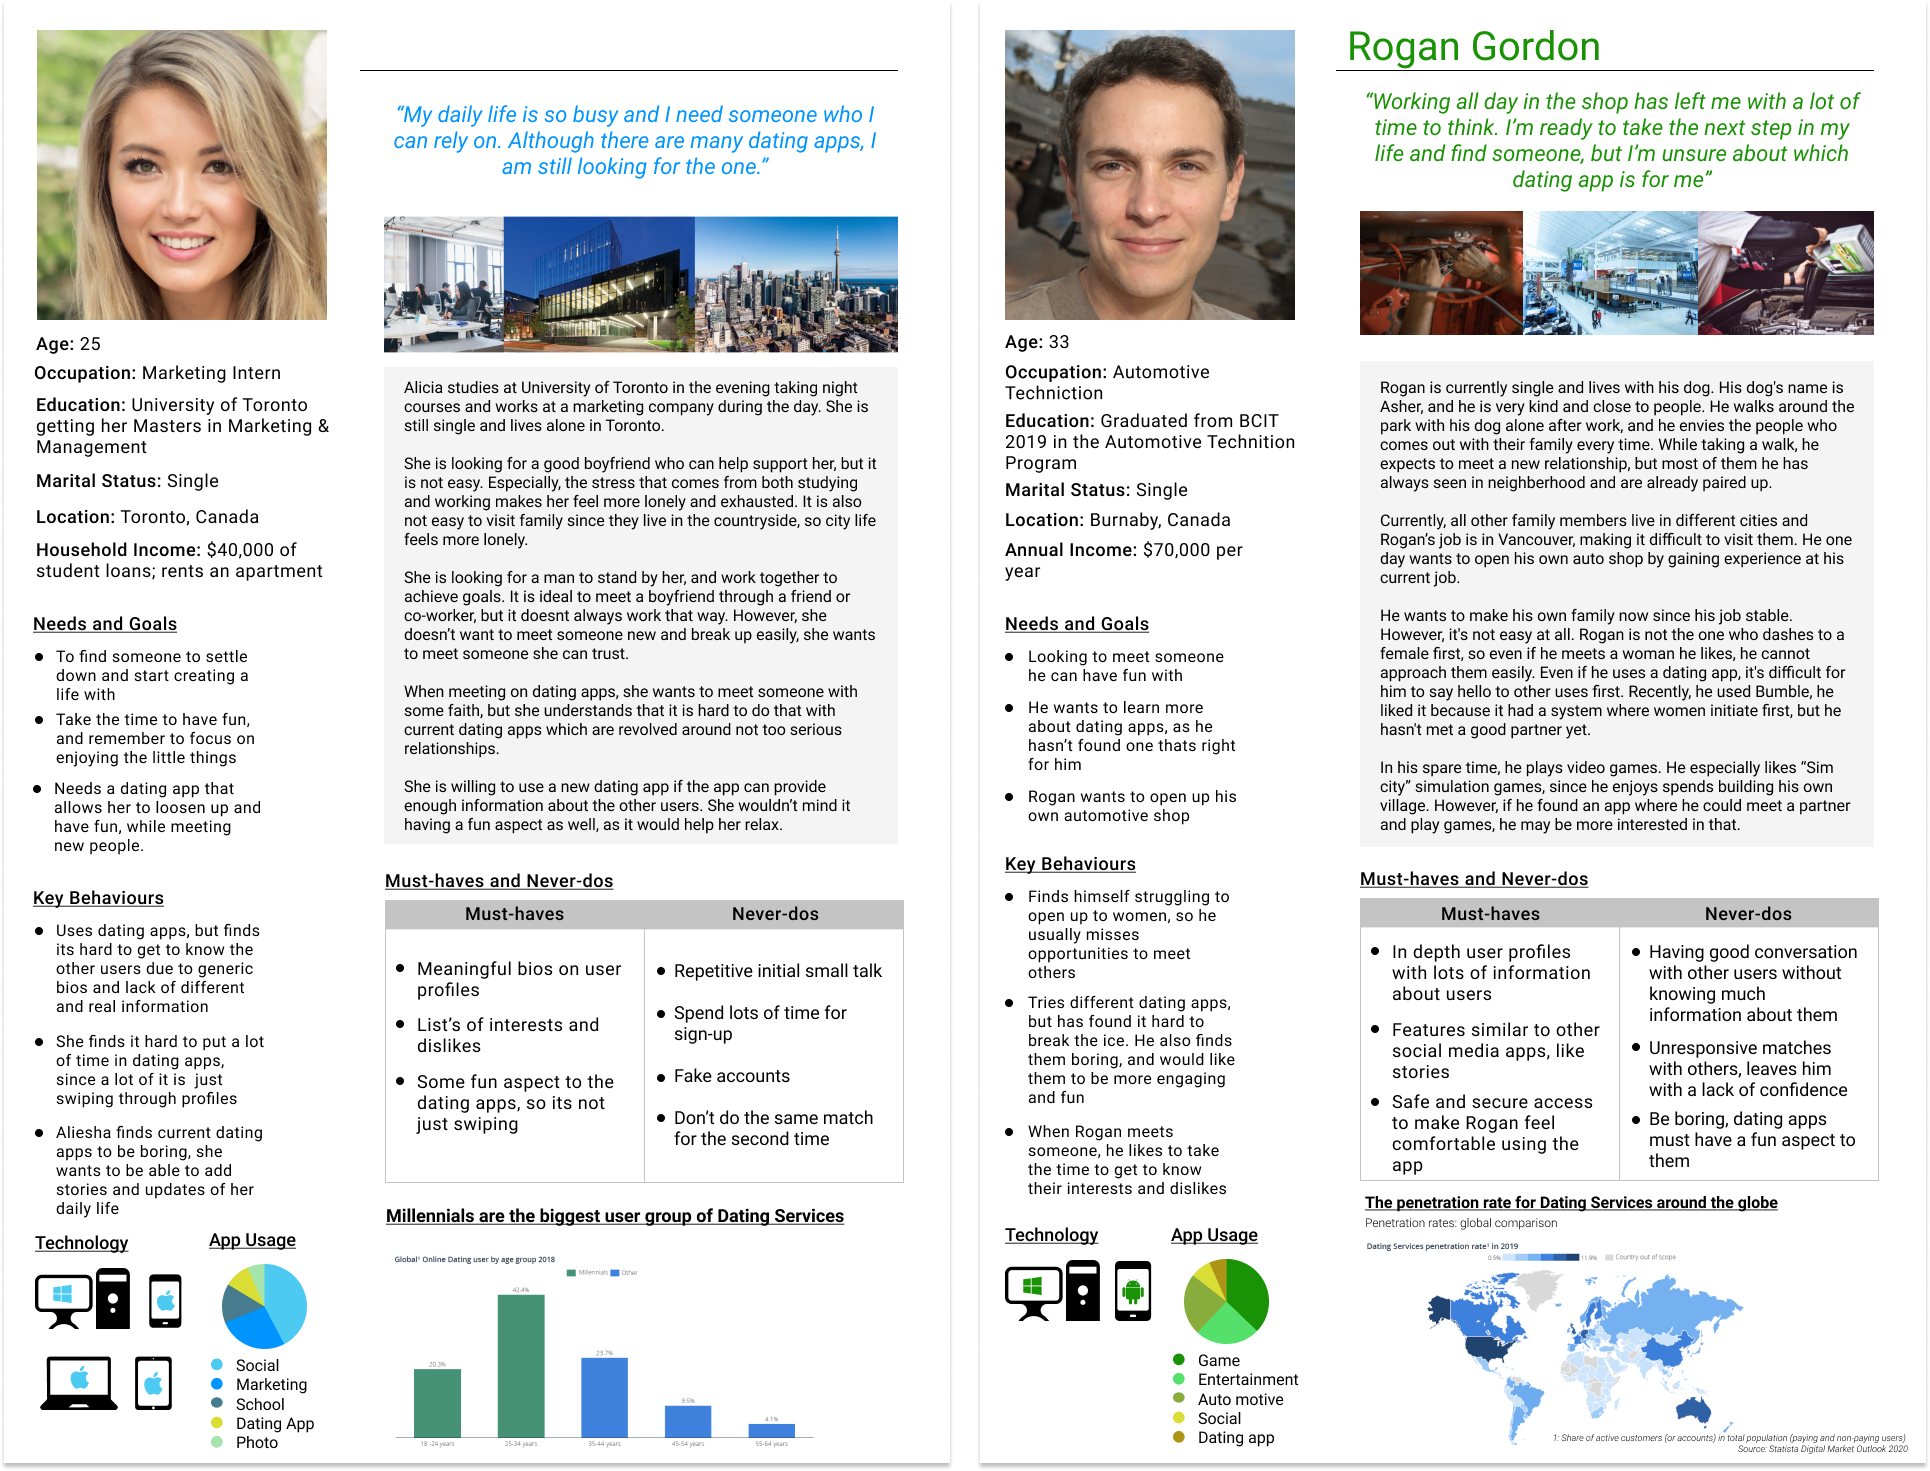 “My daily life is so busy and I need someone who I
can rely on. Although there are many dating apps, I
am still looking for the one.”
Age: 25
Occupation: Marketing Intern
Education: University of Toronto
getting her Masters in Marketing &
Management
Marital Status: Single
Location: Toronto, Canada
Household Income: $40,000 of
student loans; rents an apartment
Needs and Goals
To find someone to settle
down and start creating a
life with
Take the time to have fun,
and remember to focus on
enjoying the little things
Needs a dating app that
allows her to loosen up and
have fun, while meeting
new people.
Key Behaviours
Uses dating apps, but finds
its hard to get to know the
other users due to generic
bios and lack of different
and real information
She finds it hard to put a lot
of time in dating apps,
since a lot of it is  just
swiping through profiles
Aliesha finds current dating
apps to be boring, she
wants to be able to add
stories and updates of her
daily life
Technology
App Usage
Social
Marketing
School
Dating App
Photo
Alicia studies at University of Toronto in the evening taking night
courses and works at a marketing company during the day. She is
still single and lives alone in Toronto.
She is looking for a good boyfriend who can help support her, but it
is not easy. Especially, the stress that comes from both studying
and working makes her feel more lonely and exhausted. It is also
not easy to visit family since they live in the countryside, so city life
feels more lonely.
She is looking for a man to stand by her, and work together to
achieve goals. It is ideal to meet a boyfriend through a friend or
co-worker, but it doesnt always work that way. However, she
doesn’t want to meet someone new and break up easily, she wants
to meet someone she can trust.
When meeting on dating apps, she wants to meet someone with
some faith, but she understands that it is hard to do that with
current dating apps which are revolved around not too serious
relationships.
She is willing to use a new dating app if the app can provide
enough information about the other users. She wouldn’t mind it
having a fun aspect as well, as it would help her relax.
Must-haves and Never-dos
Must-haves
Never-dos
Meaningful bios on user
profiles
List’s of interests and
dislikes
Some fun aspect to the
dating apps, so its not
just swiping
Repetitive initial small talk
Spend lots of time for
sign-up
Fake accounts
Don’t do the same match
for the second time
Millennials are the biggest user group of Dating Services
Global¹ Online Dating user by age group 2018
Millennials Other
20.3%
42.4%
23.7%
9.5%
4.1%
18 -24 years
25-34 years
35-44 years
45-54 years
55-64 years
Rogan Gordon
“Working all day in the shop has left me with a lot of
time to think. I’m ready to take the next step in my
life and find someone, but I’m unsure about which
dating app is for me”
Age: 33
Occupation: Automotive
Techniction
Education: Graduated from BCIT
2019 in the Automotive Technition
Program
Marital Status: Single
Location: Burnaby, Canada
Annual Income: $70,000 per
year
Needs and Goals
Looking to meet someone
he can have fun with
He wants to learn more
about dating apps, as he
hasn’t found one thats right
for him
Rogan wants to open up his
own automotive shop
Key Behaviours
Finds himself struggling to
open up to women, so he
usually misses
opportunities to meet
others
Tries different dating apps,
but has found it hard to
break the ice. He also finds
them boring, and would like
them to be more engaging
and fun
When Rogan meets
someone, he likes to take
the time to get to know
their interests and dislikes
Technology
App Usage
Game
Entertainment
Auto motive
Social
Dating app
Rogan is currently single and lives with his dog. His dog's name is
Asher, and he is very kind and close to people. He walks around the
park with his dog alone after work, and he envies the people who
comes out with their family every time. While taking a walk, he
expects to meet a new relationship, but most of them he has
always seen in neighberhood and are already paired up.
Currently, all other family members live in different cities and
Rogan’s job is in Vancouver, making it difficult to visit them. He one
day wants to open his own auto shop by gaining experience at his
current job.
He wants to make his own family now since his job stable.
However, it's not easy at all. Rogan is not the one who dashes to a
female first, so even if he meets a woman he likes, he cannot
approach them easily. Even if he uses a dating app, it's difficult for
him to say hello to other uses first. Recently, he used Bumble, he
liked it because it had a system where women initiate first, but he
hasn't met a good partner yet.
In his spare time, he plays video games. He especially likes “Sim
city” simulation games, since he enjoys spends building his own
village. However, if he found an app where he could meet a partner
and play games, he may be more interested in that.
Must-haves and Never-dos
Must-haves
Never-dos
In depth user profiles
with lots of information
about users
Features similar to other
social media apps, like
stories
Safe and secure access
to make Rogan feel
comfortable using the
app
Having good conversation
with other users without
knowing much
information about them
Unresponsive matches
with others, leaves him
with a lack of confidence
Be boring, dating apps
must have a fun aspect to
them
The penetration rate for Dating Services around the globe
Penetration rates: global comparison
Dating Services penetration rate¹ in 2019
0.5% 11.9% Country out of scope
1: Share of active customers (or accounts) in total population (paying and non-paying users)
Source: Statista Digital Market Outlook 2020